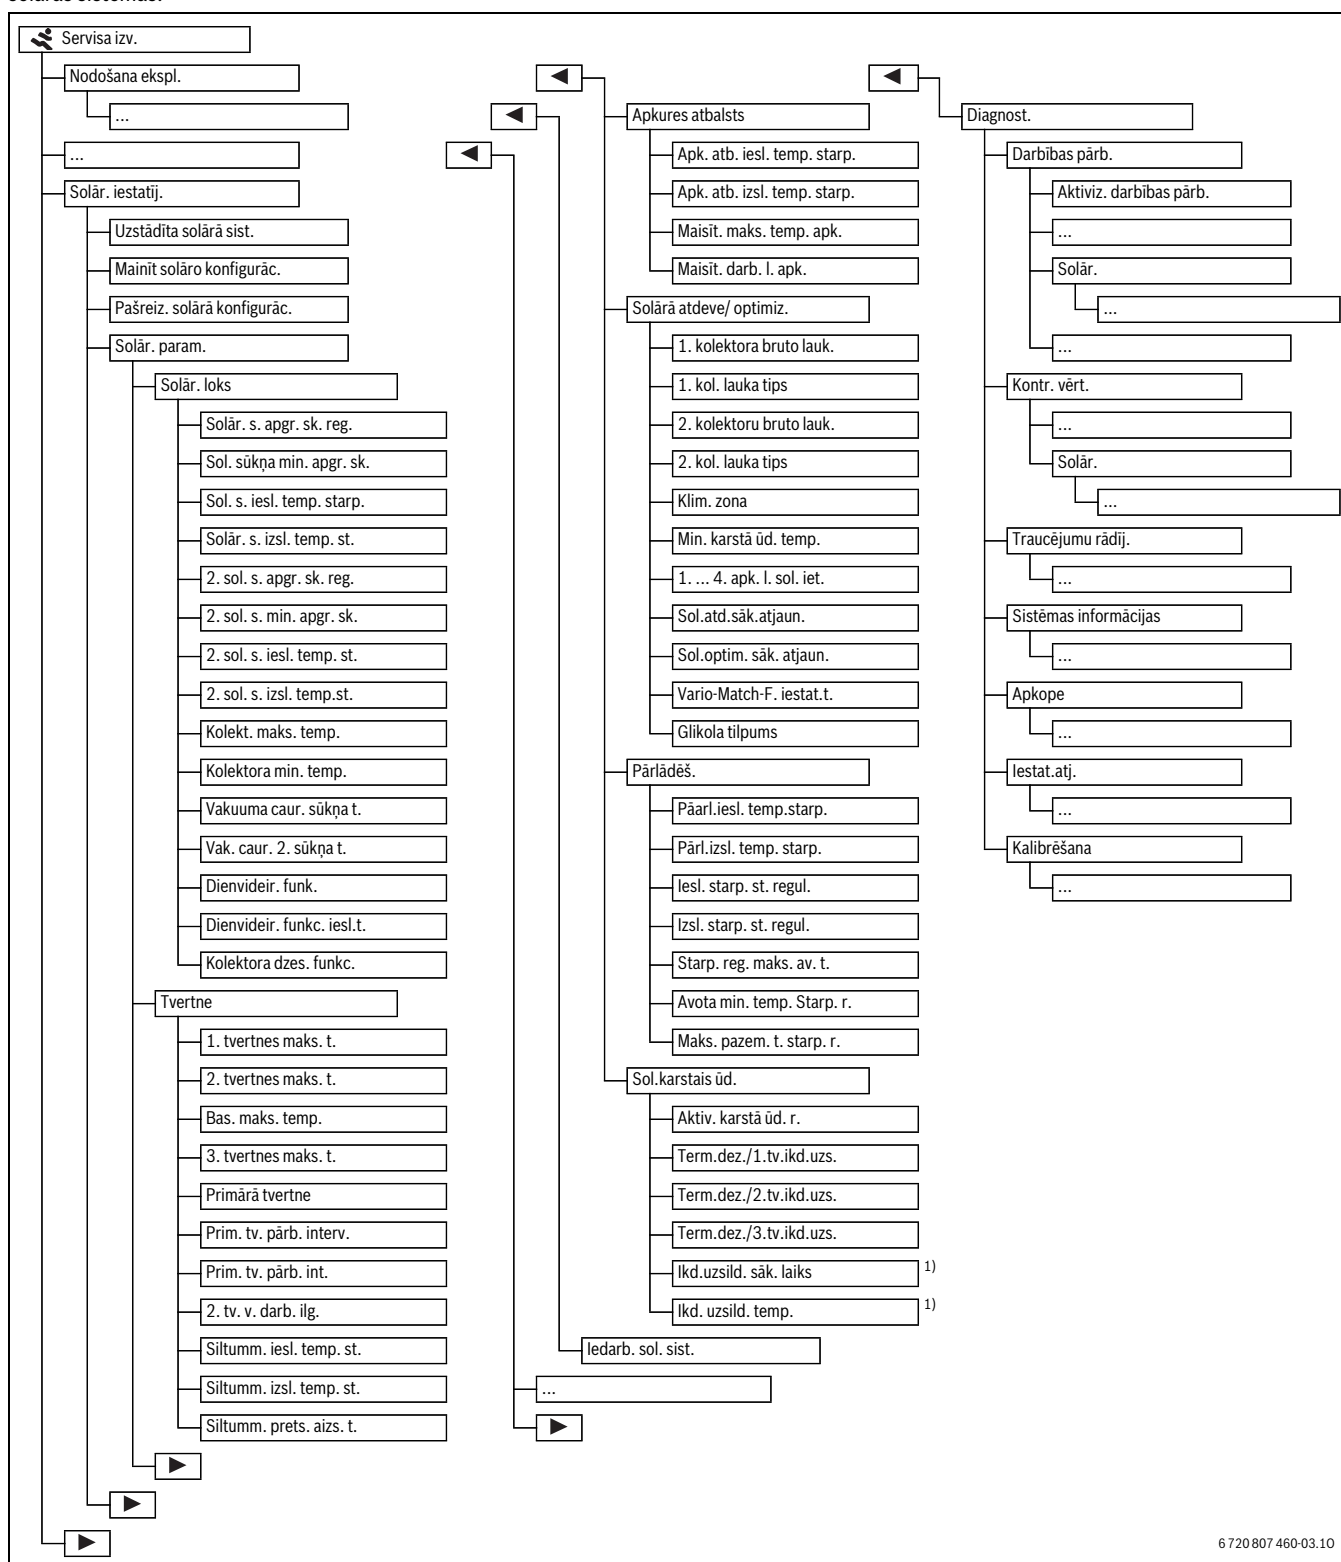 Servisa izv.
Nodošana ekspl.
...
...
Solār. iestatīj.
Uzstādīta solārā sist.
Mainīt solāro konfigurāc.
Pašreiz. solārā konfigurāc.
Solār. param.
Solār. loks
Solār. s. apgr. sk. reg.
Sol. sūkņa min. apgr. sk.
Sol. s. iesl. temp. starp.
Solār. s. izsl. temp. st.
2. sol. s. apgr. sk. reg.
2. sol. s. min. apgr. sk.
2. sol. s. iesl. temp. st.
2. sol. s. izsl. temp.st.
Kolekt. maks. temp.
Kolektora min. temp.
Vakuuma caur. sūkņa t.
Vak. caur. 2. sūkņa t.
Dienvideir. funk.
Dienvideir. funkc. iesl.t.
Kolektora dzes. funkc.
Tvertne
1. tvertnes maks. t.
2. tvertnes maks. t.
Bas. maks. temp.
3. tvertnes maks. t.
Primārā tvertne
Prim. tv. pārb. interv.
Prim. tv. pārb. int.
2. tv. v. darb. ilg.
Siltumm. iesl. temp. st.
Siltumm. izsl. temp. st.
Siltumm. prets. aizs. t.
Apkures atbalsts
Apk. atb. iesl. temp. starp.
Apk. atb. izsl. temp. starp.
Maisīt. maks. temp. apk.
Maisīt. darb. l. apk.
Solārā atdeve/ optimiz.
1. kolektora bruto lauk.
1. kol. lauka tips
2. kolektoru bruto lauk.
2. kol. lauka tips
Klim. zona
Min. karstā ūd. temp.
1. ... 4. apk. l. sol. iet.
Sol.atd.sāk.atjaun.
Sol.optim. sāk. atjaun.
Vario-Match-F. iestat.t.
Glikola tilpums
Pārlādēš.
Pāarl.iesl. temp.starp.
Pārl.izsl. temp. starp.
Iesl. starp. st. regul.
Izsl. starp. st. regul.
Starp. reg. maks. av. t.
Avota min. temp. Starp. r.
Maks. pazem. t. starp. r.
Sol.karstais ūd.
Aktiv. karstā ūd. r.
Term.dez./1.tv.ikd.uzs.
Term.dez./2.tv.ikd.uzs.
Term.dez./3.tv.ikd.uzs.
Ikd.uzsild. sāk. laiks 1)
Ikd. uzsild. temp. 1)
Iedarb. sol. sist.
...
Diagnost.
Darbības pārb.
Aktiviz. darbības pārb.
...
Solār.
...
...
Kontr. vērt.
...
Solār.
...
Traucējumu rādīj.
...
Sistēmas informācijas
...
Apkope
...
Iestat.atj.
...
Kalibrēšana
...
6 720 807 460-03.1O